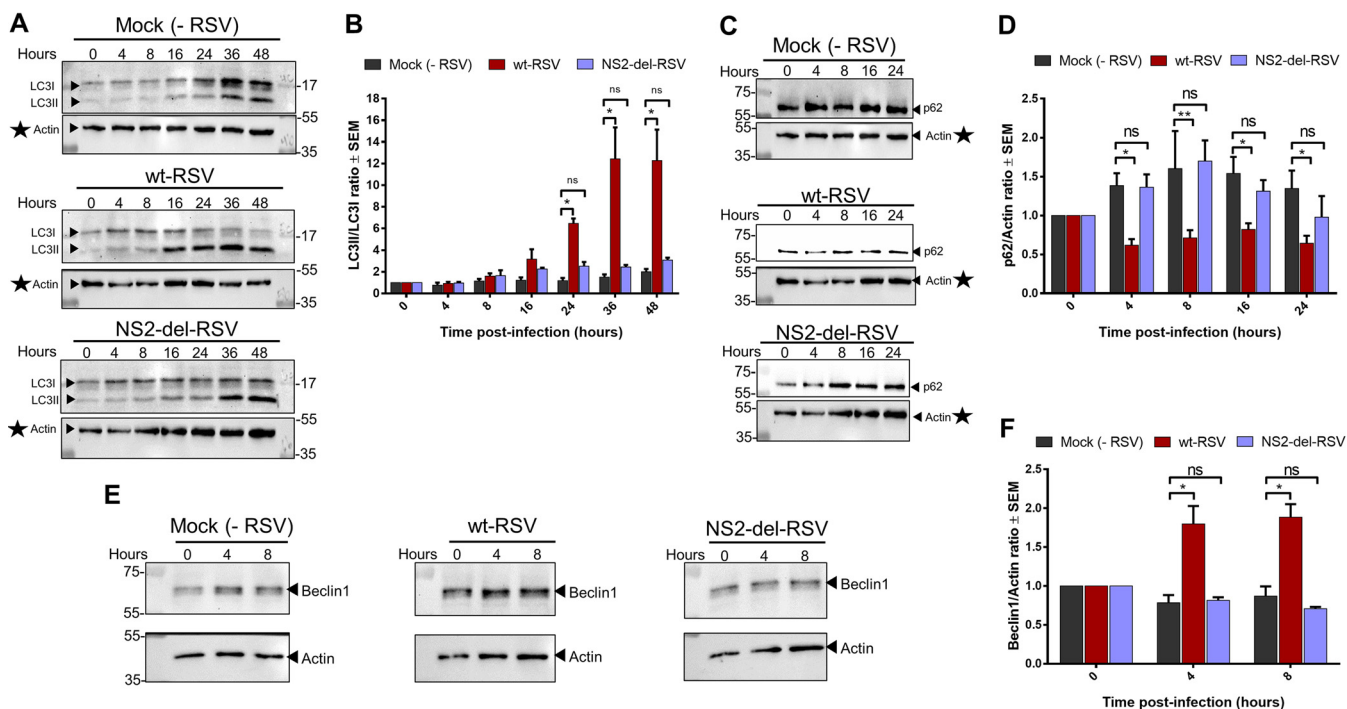 A
Mock (- RSV)
Hours 0 4 8 16 24 36 48
LC3I
LC3II
-17
Actin
-55
-35
wt-RSV
Hours 0 4 8 16 24 36 48
LC3I
LC3II
-17
Actin
-55
-35
NS2-del-RSV
Hours 0 4 8 16 24 36 48
LC3I
LC3II
-17
Actin
-55
-35
B
Mock (- RSV) wt-RSV NS2-del-RSV
LC3II/LC3I ratio ± SEM
18
16
14
12
10
8
6
4
2
0
ns
*
ns
*
ns
*
0 4 8 16 24 36 48
Time post-infection (hours)
C
Mock (- RSV)
Hours 0 4 8 16 24
75-
55-
p62
55-
35-
Actin
wt-RSV
Hours 0 4 8 16 24
75-
55-
p62
55-
35-
Actin
NS2-del-RSV
Hours 0 4 8 16 24
75-
55-
p62
55-
35-
Actin
D
Mock (- RSV) wt-RSV NS2-del-RSV
p62/Actin ratio ± SEM
2.5
2.0
1.5
1.0
0.5
0.0
ns
*
ns
**
ns
*
ns
*
0 4 8 16 24
Time post-infection (hours)
E
Mock (- RSV)
Hours 0 4 8
75-
55-
Beclin1
55-
35-
Actin
wt-RSV
Hours 0 4 8
Beclin1
Actin
NS2-del-RSV
Hours 0 4 8
Beclin1
Actin
F
Mock (- RSV) wt-RSV NS2-del-RSV
Beclin1/Actin ratio ± SEM
2.5
2.0
1.5
1.0
0.5
0.0
ns
*
ns
*
0 4 8
Time post-infection (hours)